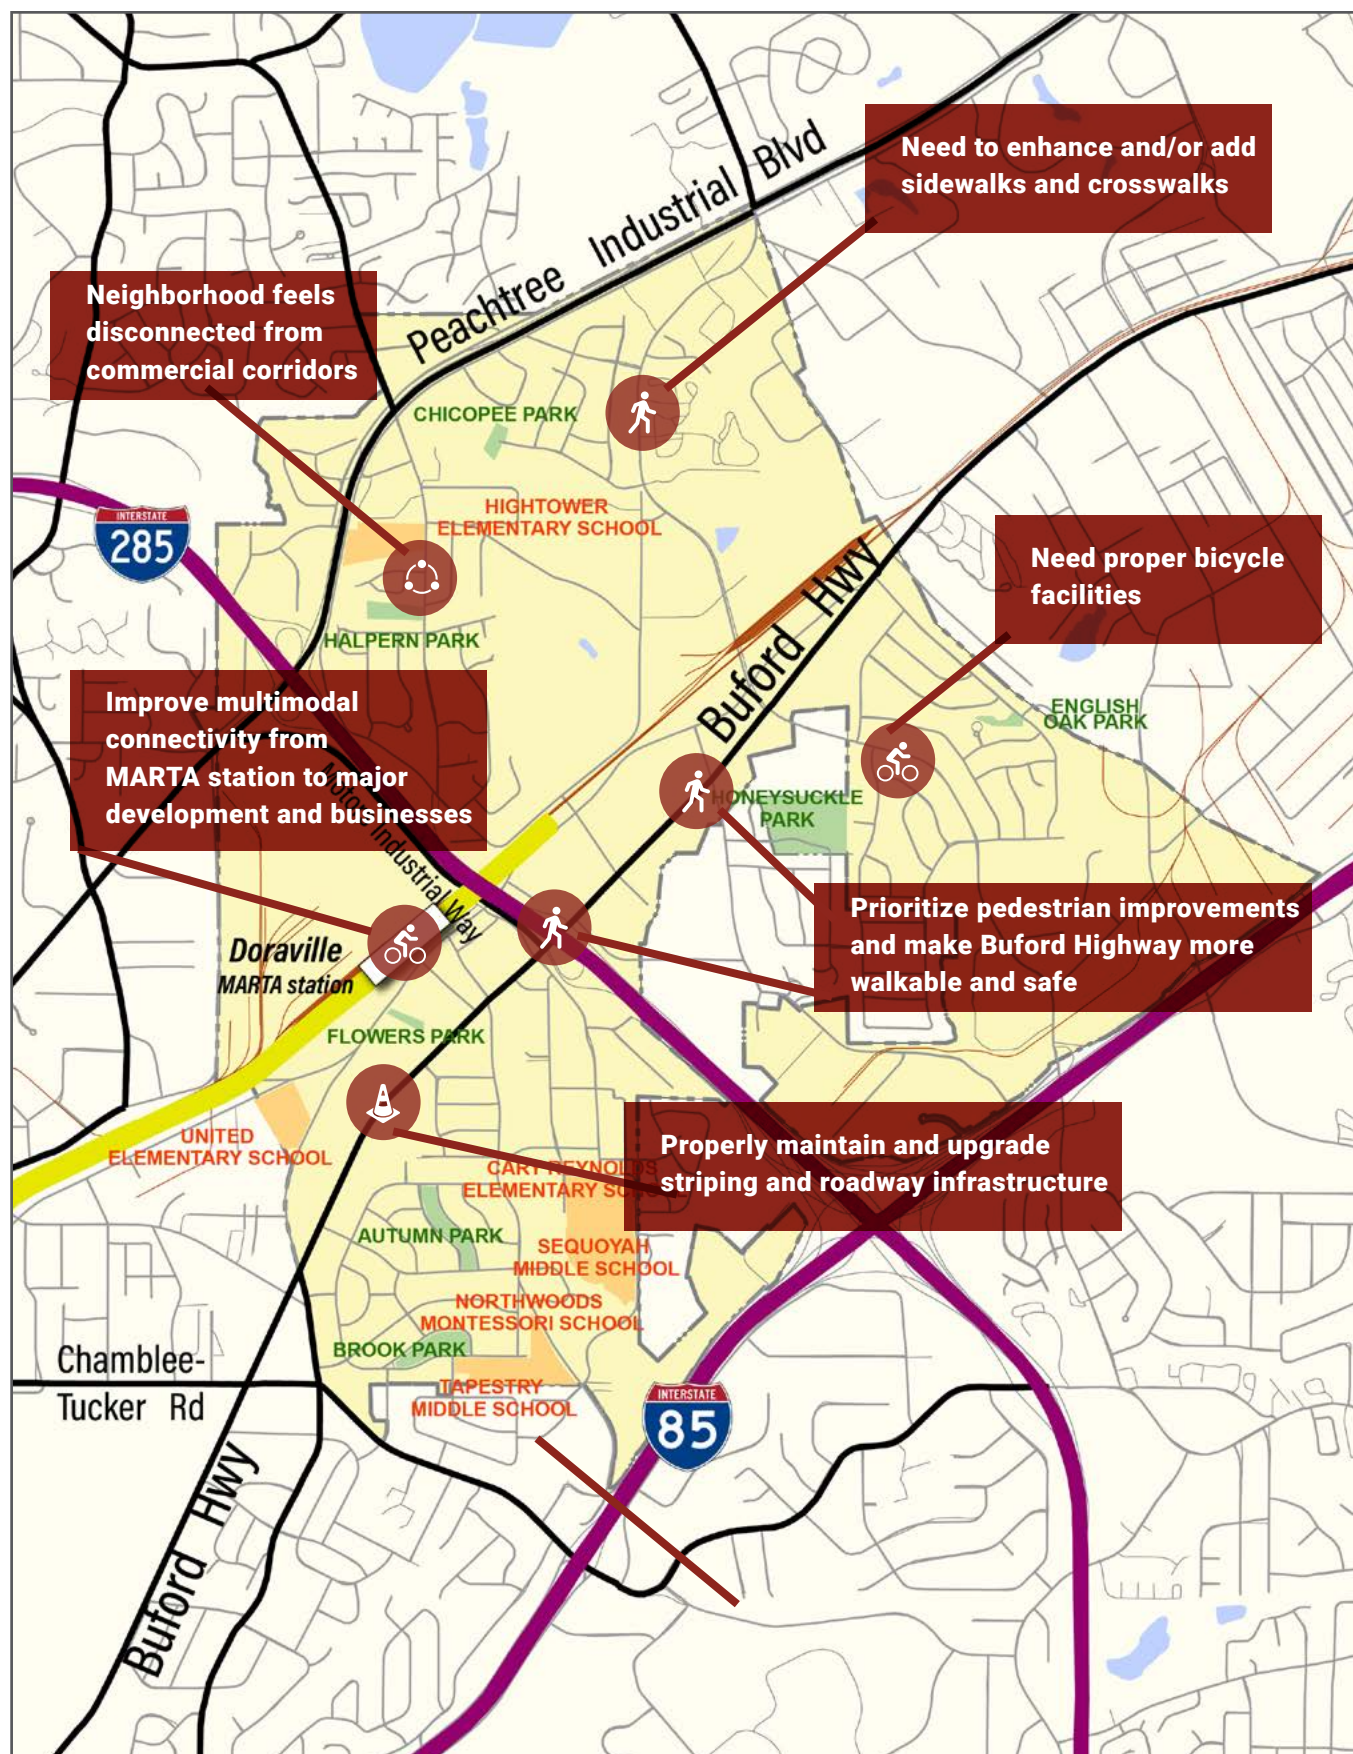 Peachtree Industrial Blvd
Need to enhance and/or add
sidewalks and crosswalks
Neighborhood feels
disconnected from
commercial corridors
CHICOPEE PARK
HIGHTOWER
ELEMENTARY SCHOOL
INTERSTATE
285
Need proper bicycle
facilities
Buford Hwy
HALPERN PARK
ENGLISH
OAK PARK
Improve multimodal
connectivity from
MARTA station to major
development and businesses
Motors Industrial Way
HONEYSUCKLE
PARK
Prioritize pedestrian improvements
and make Buford Highway more
walkable and safe
Doraville
MARTA station
FLOWERS PARK
UNITED
ELEMENTARY SCHOOL
Properly maintain and upgrade
striping and roadway infrastructure
CARY REYNOLDS
ELEMENTARY SCHOOL
AUTUMN PARK
SEQUOYAH
MIDDLE SCHOOL
NORTHWOODS
MONTESSORI SCHOOL
BROOK PARK
Chamblee-
Tucker Rd
TAPESTRY
MIDDLE SCHOOL
INTERSTATE
85
Buford Hwy